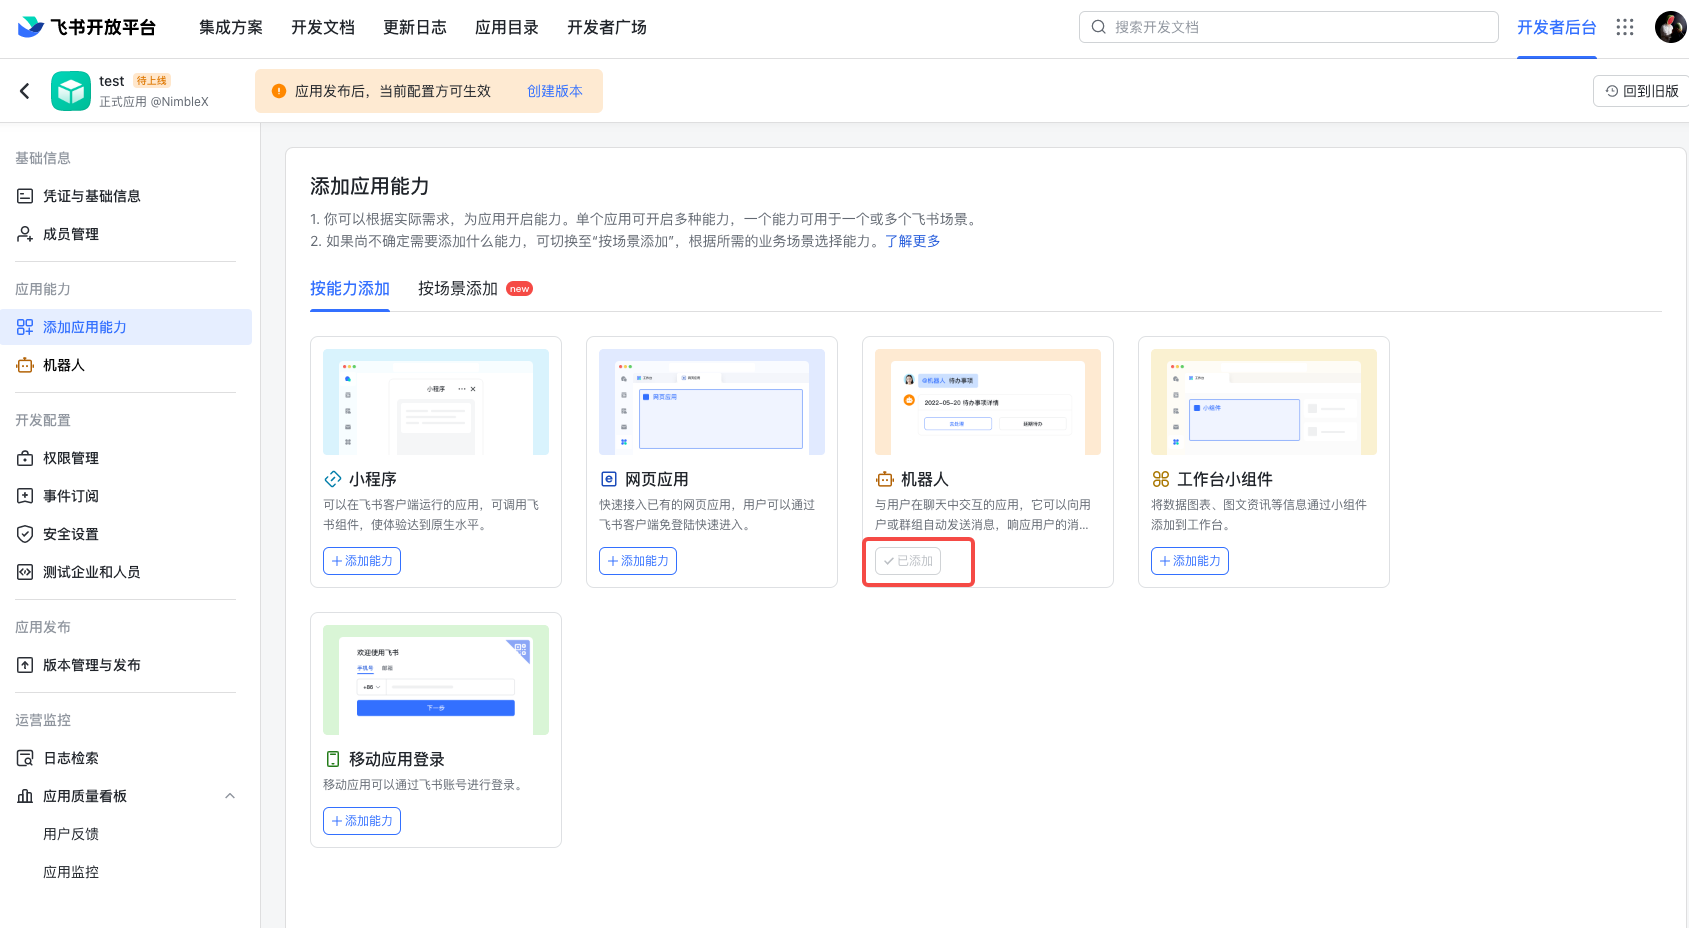 飞书开放平台
集成方案
开发文档
更新日志
应用目录
开发者广场
搜索开发文档
开发者后台
test 待上线
正式应用 @NimbleX
应用发布后，当前配置方可生效 创建版本
回到旧版
基础信息
凭证与基础信息
成员管理
应用能力
添加应用能力
机器人
开发配置
权限管理
事件订阅
安全设置
测试企业和人员
应用发布
版本管理与发布
运营监控
日志检索
应用质量看板
用户反馈
应用监控
添加应用能力
1. 你可以根据实际需求，为应用开启能力。单个应用可开启多种能力，一个能力可用于一个或多个飞书场景。
2. 如果尚不确定需要添加什么能力，可切换至“按场景添加”，根据所需的业务场景选择能力。了解更多
按能力添加
按场景添加 new
小程序
小程序
可以在飞书客户端运行的应用，可调用飞
书组件，使体验达到原生水平。
添加能力
工作台
网页应用
网页应用
网页应用
快速接入已有的网页应用，用户可以通过
飞书客户端免登陆快速进入。
添加能力
@机器人 待办事项
2022-05-20 待办事项详情
去处理
延期待办
机器人
与用户在聊天中交互的应用，它可以向用
户或群组自动发送消息，响应用户的消...
已添加
工作台
小组件
工作台小组件
将数据图表、图文资讯等信息通过小组件
添加到工作台。
添加能力
欢迎使用飞书
手机号 邮箱
+86
下一步
移动应用登录
移动应用可以通过飞书账号进行登录。
添加能力